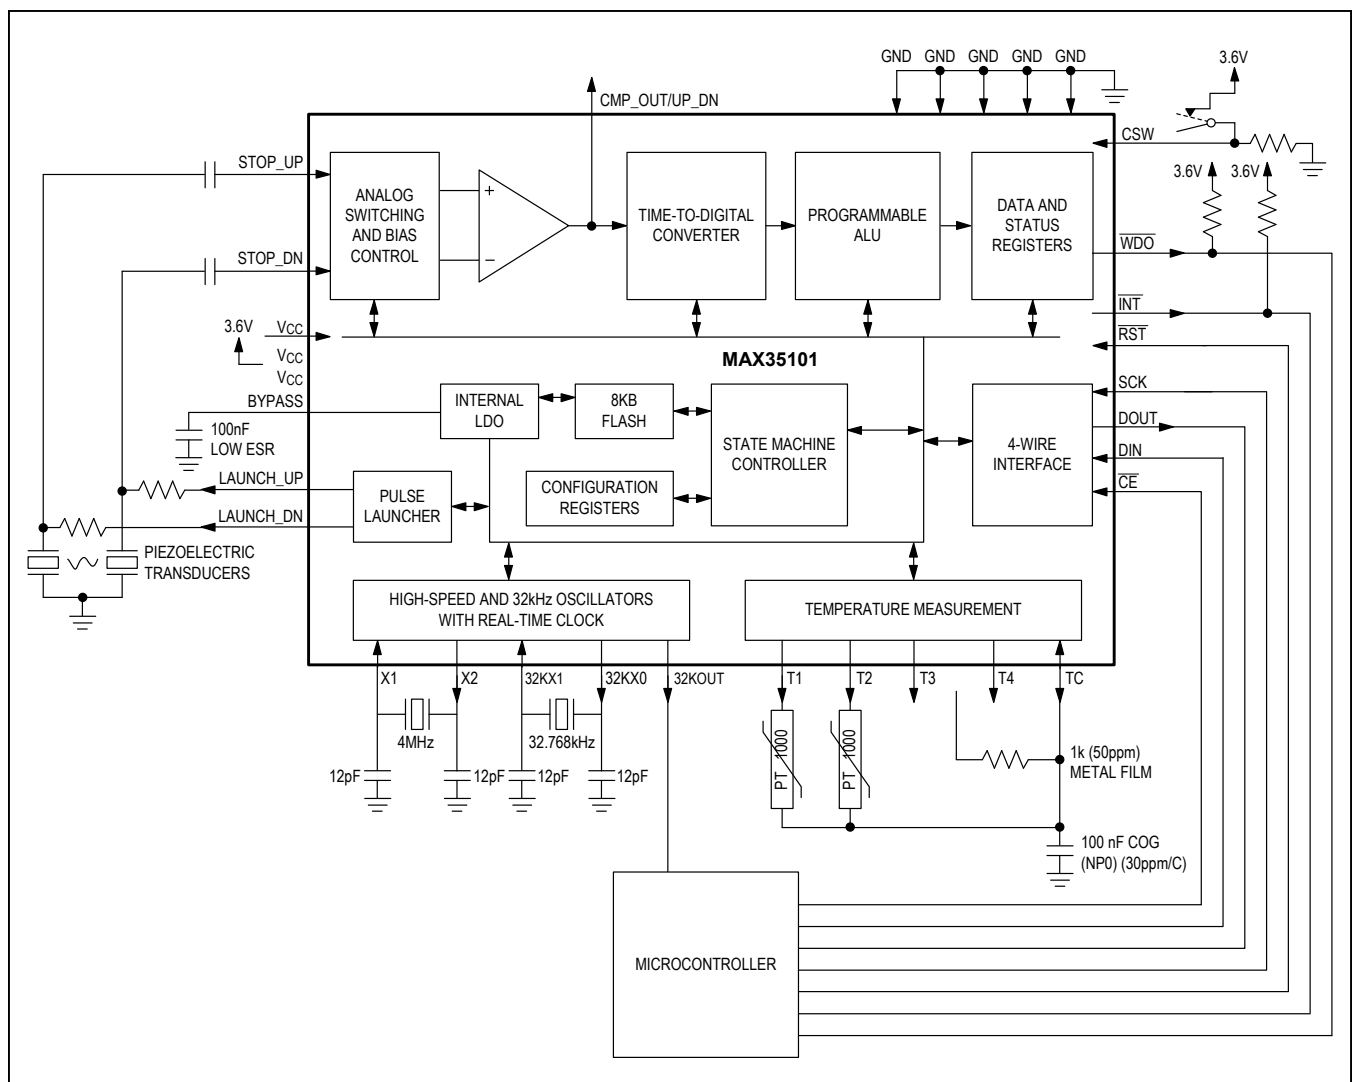 GND GND GND GND GND
3.6V
CMP_OUT/UP_DN
CSW
STOP_UP
ANALOG
SWITCHING
AND BIAS
CONTROL
+
−
TIME-TO-DIGITAL
CONVERTER
PROGRAMMABLE
ALU
DATA AND
STATUS
REGISTERS
3.6V 3.6V
WDO
STOP_DN
INT
3.6V
VCC
VCC
VCC
MAX35101
RST
BYPASS
100nF
LOW ESR
INTERNAL
LDO
8KB
FLASH
STATE MACHINE
CONTROLLER
4-WIRE
INTERFACE
SCK
DOUT
DIN
CE
LAUNCH_UP
LAUNCH_DN
PULSE
LAUNCHER
CONFIGURATION
REGISTERS
PIEZOELECTRIC
TRANSDUCERS
HIGH-SPEED AND 32kHz OSCILLATORS
WITH REAL-TIME CLOCK
TEMPERATURE MEASUREMENT
X1 X2 32KX1 32KX0 32KOUT T1 T2 T3 T4 TC
4MHz 32.768kHz
12pF 12pF 12pF 12pF
PT 1000
PT 1000
1k (50ppm)
METAL FILM
100 nF COG
(NP0) (30ppm/C)
MICROCONTROLLER